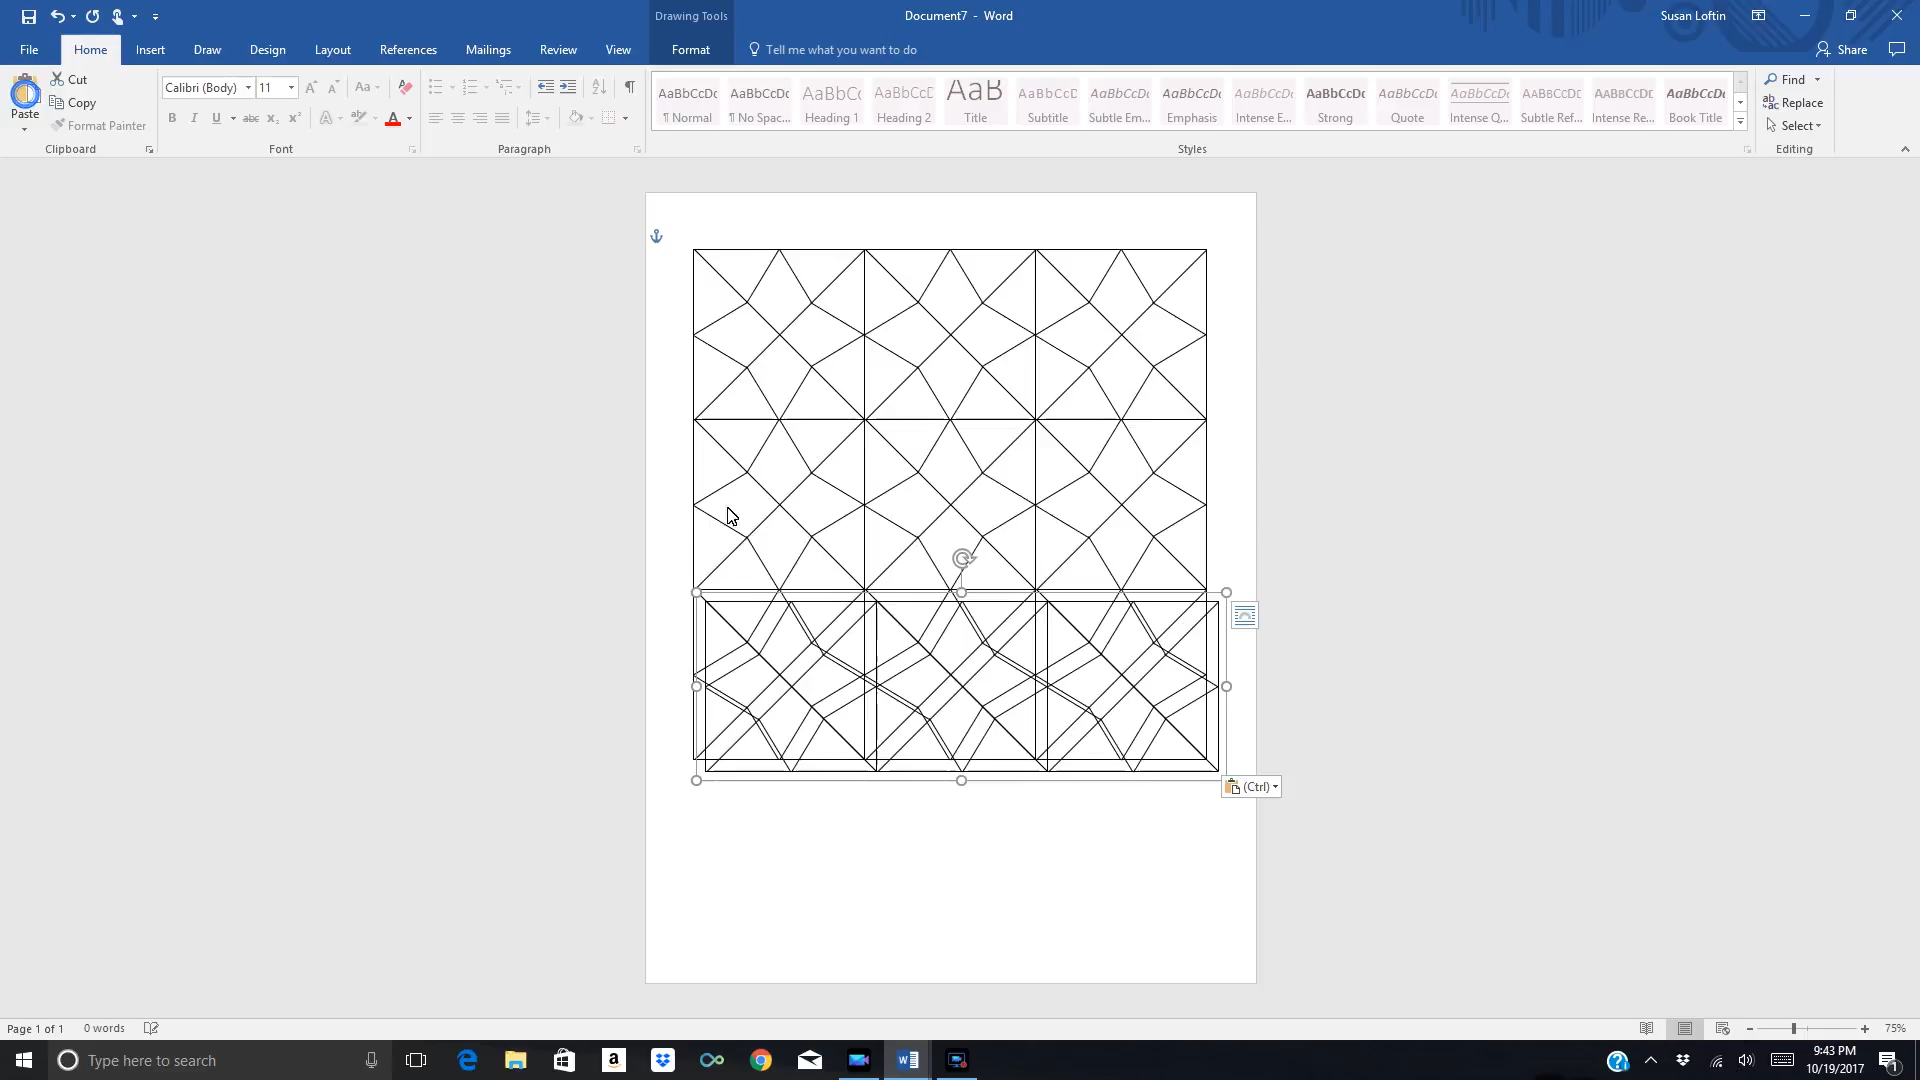 Drawing Tools
Document7 - Word
Susan Loftin
File Home Insert Draw Design Layout References Mailings Review View Format Tell me what you want to do
Share
Paste
Cut
Copy
Format Painter
Clipboard
Calibri (Body) 11
Font
Paragraph
AaBbCcDc AaBbCcDc AaBbCc AaBbCcD AaB AaBbCcD AaBbCcDc AaBbCcDc AaBbCcDc AaBbCcDc AaBbCcDc AaBbCcDc AABBCCDC AABBCCDC AaBbCcDc
¶ Normal ¶ No Spac... Heading 1 Heading 2 Title Subtitle Subtle Em... Emphasis Intense E... Strong Quote Intense Q... Subtle Ref... Intense Re... Book Title
Styles
Find
Replace
Select
Editing
(Ctrl)
Page 1 of 1 0 words
75%
Type here to search
9:43 PM
10/19/2017